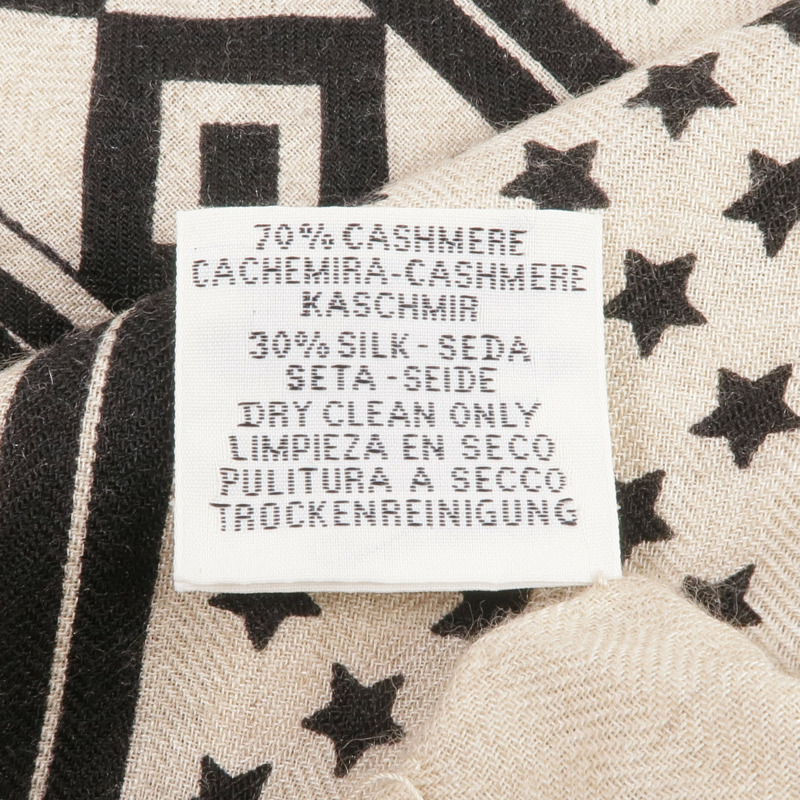 70% CASHMERE
CACHEMIRA-CASHMERE
KASCHMIR
30% SILK - SEDA
SETA - SEIDE
DRY CLEAN ONLY
LIMPIEZA EN SECO
PULITURA A SECCO
TROCKENREINIGUNG